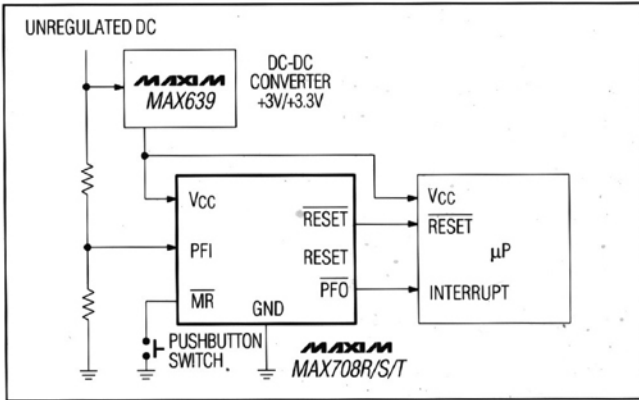 UNREGULATED DC
MAXIM
MAX639
DC-DC
CONVERTER
+3V/+3.3V
VCC
PFI
MR
GND
RESET
RESET
PFO
PUSHBUTTON
SWITCH
MAXIM
MAX708R/S/T
VCC
RESET
µP
INTERRUPT